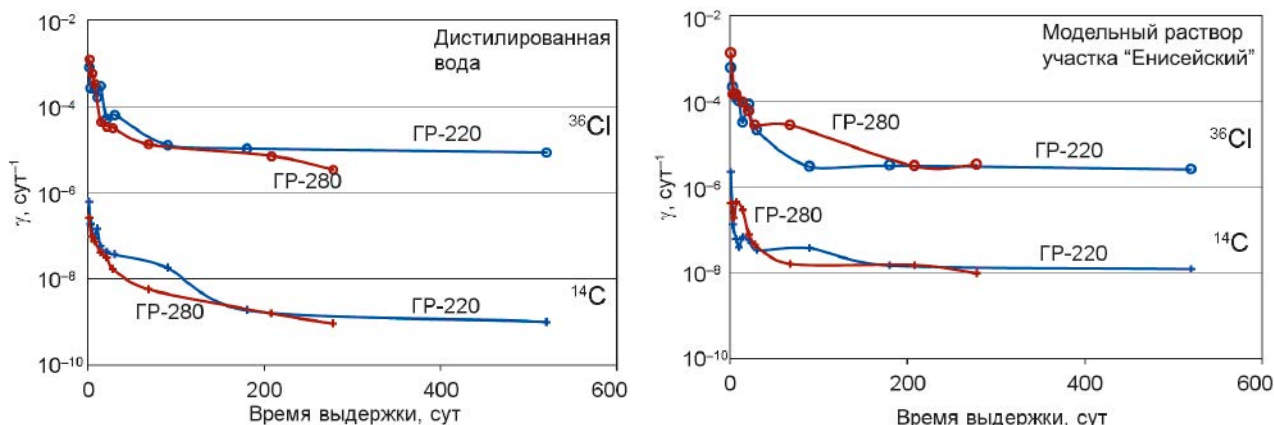 10⁻²
10⁻⁴
10⁻⁶
10⁻⁸
10⁻¹⁰
γ, сут⁻¹
Дистилированная
вода
³⁶Cl
ГР-220
ГР-280
¹⁴C
ГР-220
ГР-280
0
200
400
600
Время выдержки, сут
10⁻²
10⁻⁴
10⁻⁶
10⁻⁸
10⁻¹⁰
γ, сут⁻¹
Модельный раствор
участка “Енисейский”
ГР-280
³⁶Cl
ГР-220
ГР-280
¹⁴C
ГР-220
0
200
400
600
Время выдержки, сут